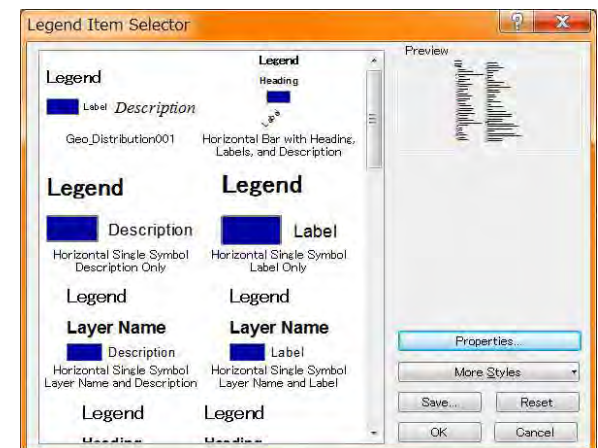 Legend Item Selector
Legend
Label Description
Geo_Distribution001
Legend
Heading
Label
Horizontal Bar with Heading,
Labels, and Description
Legend
Description
Horizontal Single Symbol
Description Only
Legend
Label
Horizontal Single Symbol
Label Only
Legend
Layer Name
Description
Horizontal Single Symbol
Layer Name and Description
Legend
Layer Name
Label
Horizontal Single Symbol
Layer Name and Label
Legend
Heading
Legend
Heading
Preview
Properties...
More Styles
Save...
Reset
OK
Cancel